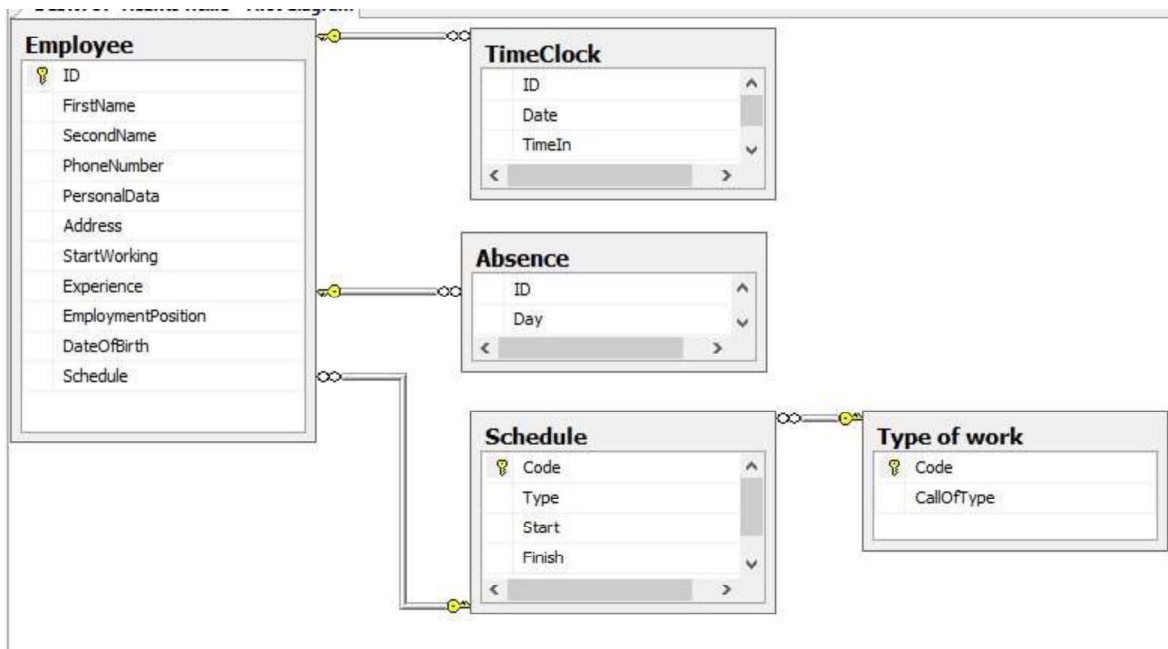 Employee
ID
FirstName
SecondName
PhoneNumber
PersonalData
Address
StartWorking
Experience
EmploymentPosition
DateOfBirth
Schedule
TimeClock
ID
Date
TimeIn
Absence
ID
Day
Schedule
Code
Type
Start
Finish
Type of work
Code
CallOfType